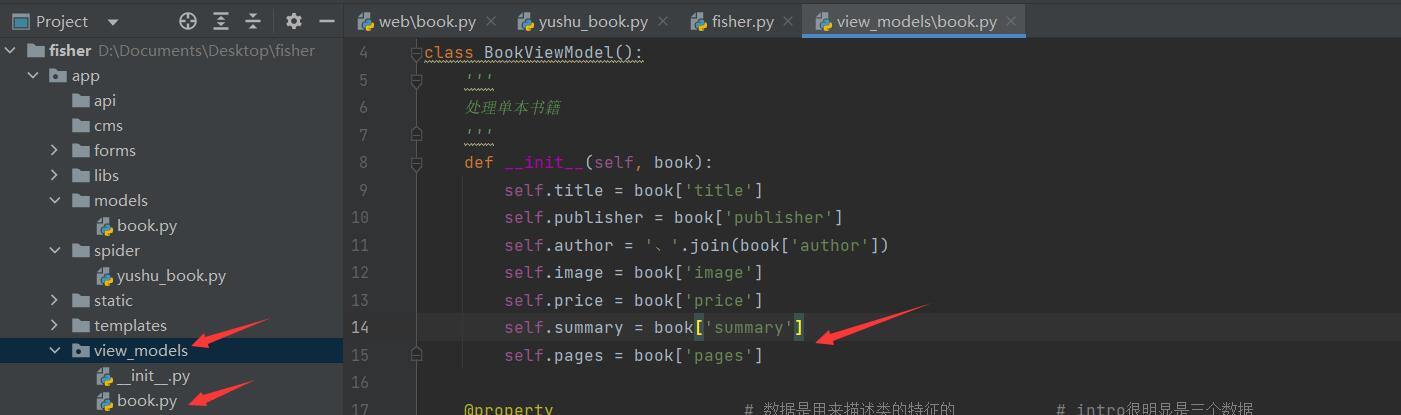 Project
web\book.py
yushu_book.py
fisher.py
view_models\book.py
fisher D:\Documents\Desktop\fisher
app
api
cms
forms
libs
models
book.py
spider
yushu_book.py
static
templates
view_models
__init__.py
book.py
4 class BookViewModel():
5 '''
6 处理单本书籍
7 '''
8 def __init__(self, book):
9 self.title = book['title']
10 self.publisher = book['publisher']
11 self.author = '、'.join(book['author'])
12 self.image = book['image']
13 self.price = book['price']
14 self.summary = book['summary']
15 self.pages = book['pages']
16
17 @property # 数据是用来描述类的特征的 # intro很明显是三个数据